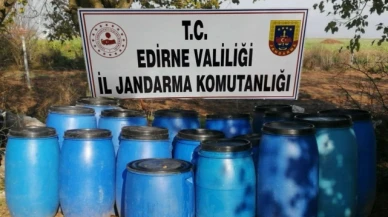 T.C.
EDİRNE VALİLİĞİ
İL JANDARMA KOMUTANLIĞI